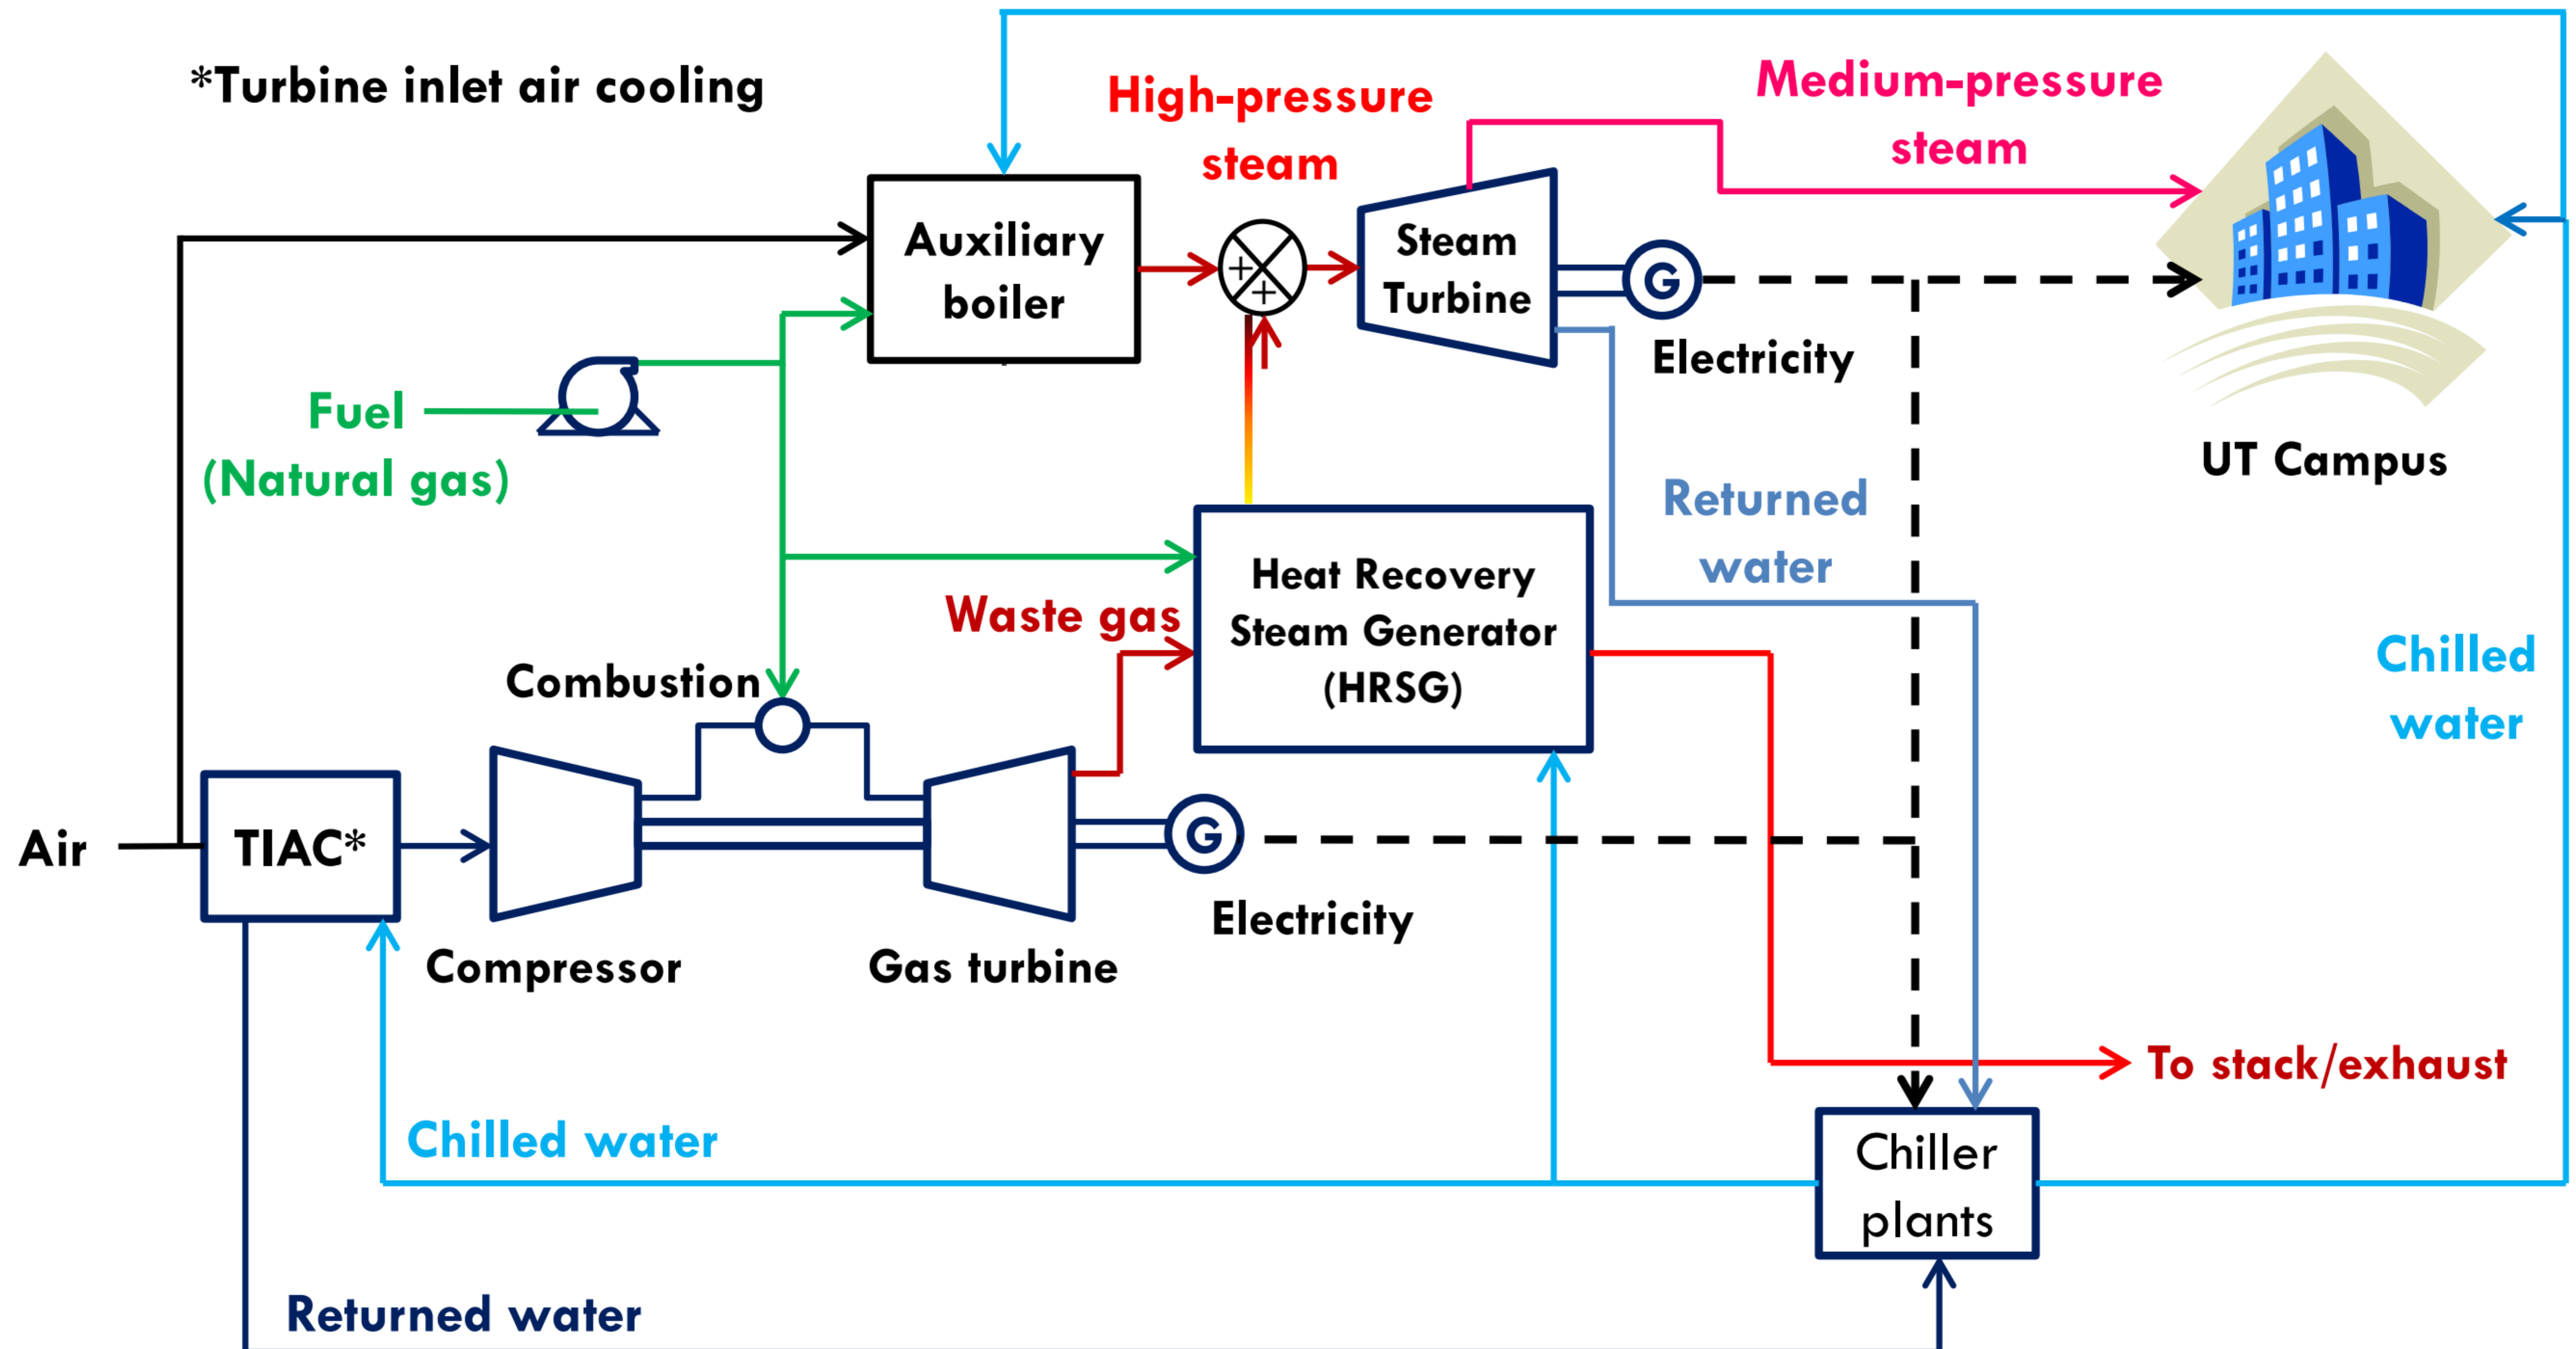 *Turbine inlet air cooling
High-pressure
steam
Medium-pressure
steam
Auxiliary
boiler
+
+
Steam
Turbine
G
Electricity
UT Campus
Fuel
(Natural gas)
Returned
water
Heat Recovery
Steam Generator
(HRSG)
Waste gas
Combustion
Chilled
water
Air
TIAC*
G
Electricity
Compressor
Gas turbine
To stack/exhaust
Chilled water
Chiller
plants
Returned water